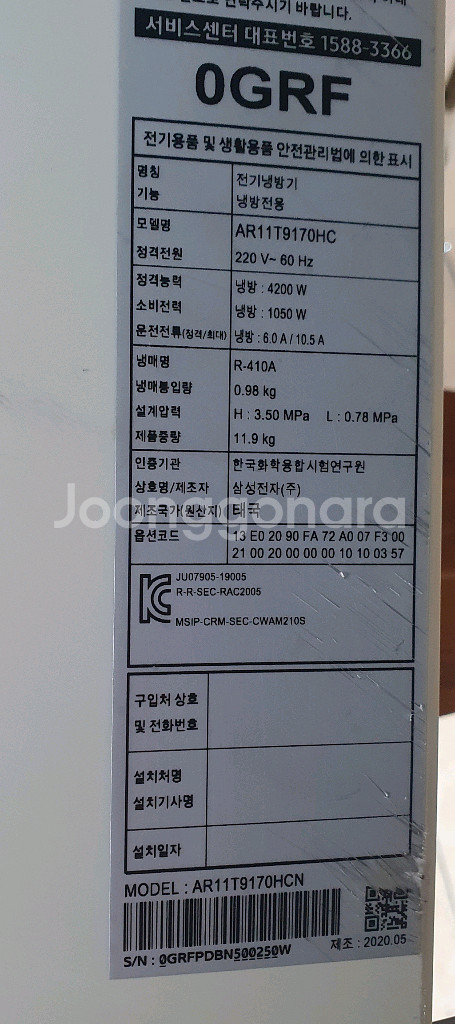 바랍니다.
서비스센터 대표번호 1588-3366
0GRF
전기용품 및 생활용품 안전관리법에 의한 표시
명칭 전기냉방기
기능 냉방전용
모델명 AR11T9170HC
정격전원 220 V~ 60 Hz
정격능력 냉방 : 4200 W
소비전력 냉방 : 1050 W
운전전류(정격/최대) 냉방 : 6.0 A / 10.5 A
냉매명 R-410A
냉매봉입량 0.98 kg
설계압력 H : 3.50 MPa L : 0.78 MPa
제품중량 11.9 kg
인증기관 한국화학융합시험연구원
상호명/제조자 삼성전자(주)
제조국가(원산지) 태국
Joonggonara
옵션코드 13 E0 20 90 FA 72 A0 07 F3 00
21 00 20 00 00 00 10 10 03 57
JU07905-19005
R-R-SEC-RAC2005
MSIP-CRM-SEC-CWAM210S
구입처 상호
및 전화번호
설치처명
설치기사명
설치일자
MODEL : AR11T9170HCN
S/N : 0GRFPDBN500250W
제조 : 2020.05